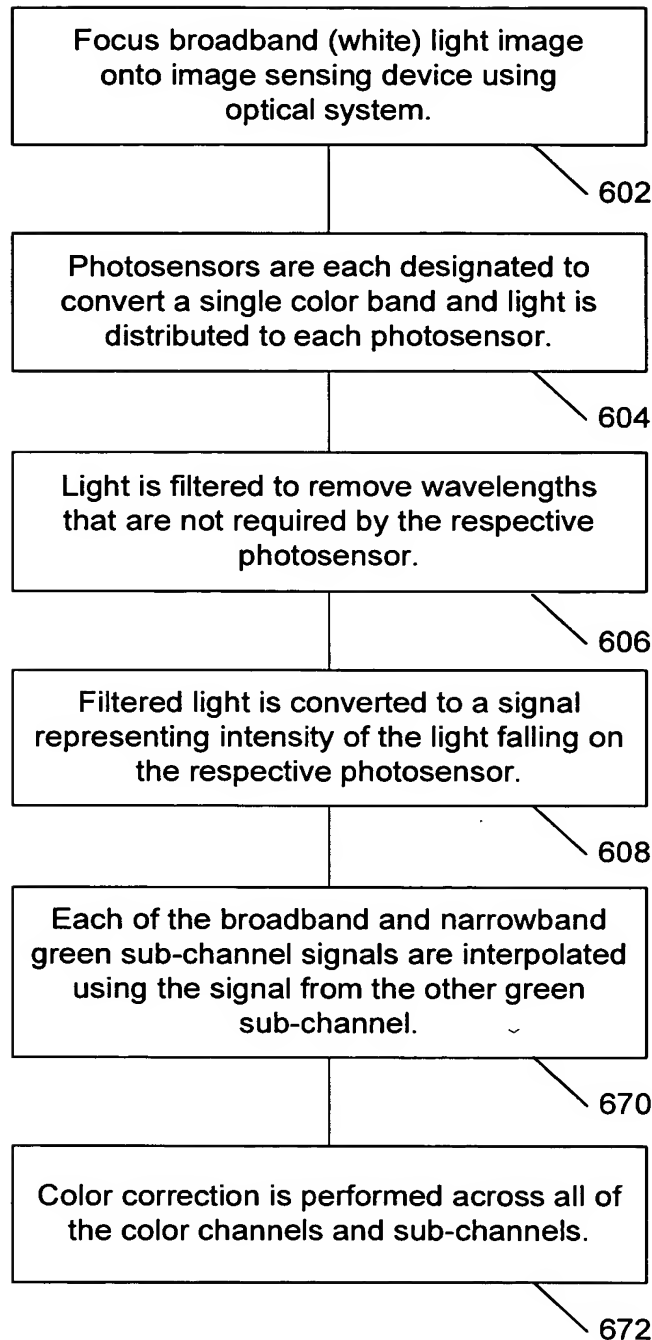 Focus broadband (white) light image
onto image sensing device using
optical system.
602
Photosensors are each designated to
convert a single color band and light is
distributed to each photosensor.
604
Light is filtered to remove wavelengths
that are not required by the respective
photosensor.
606
Filtered light is converted to a signal
representing intensity of the light falling on
the respective photosensor.
608
Each of the broadband and narrowband
green sub-channel signals are interpolated
using the signal from the other green
sub-channel.
670
Color correction is performed across all of
the color channels and sub-channels.
672